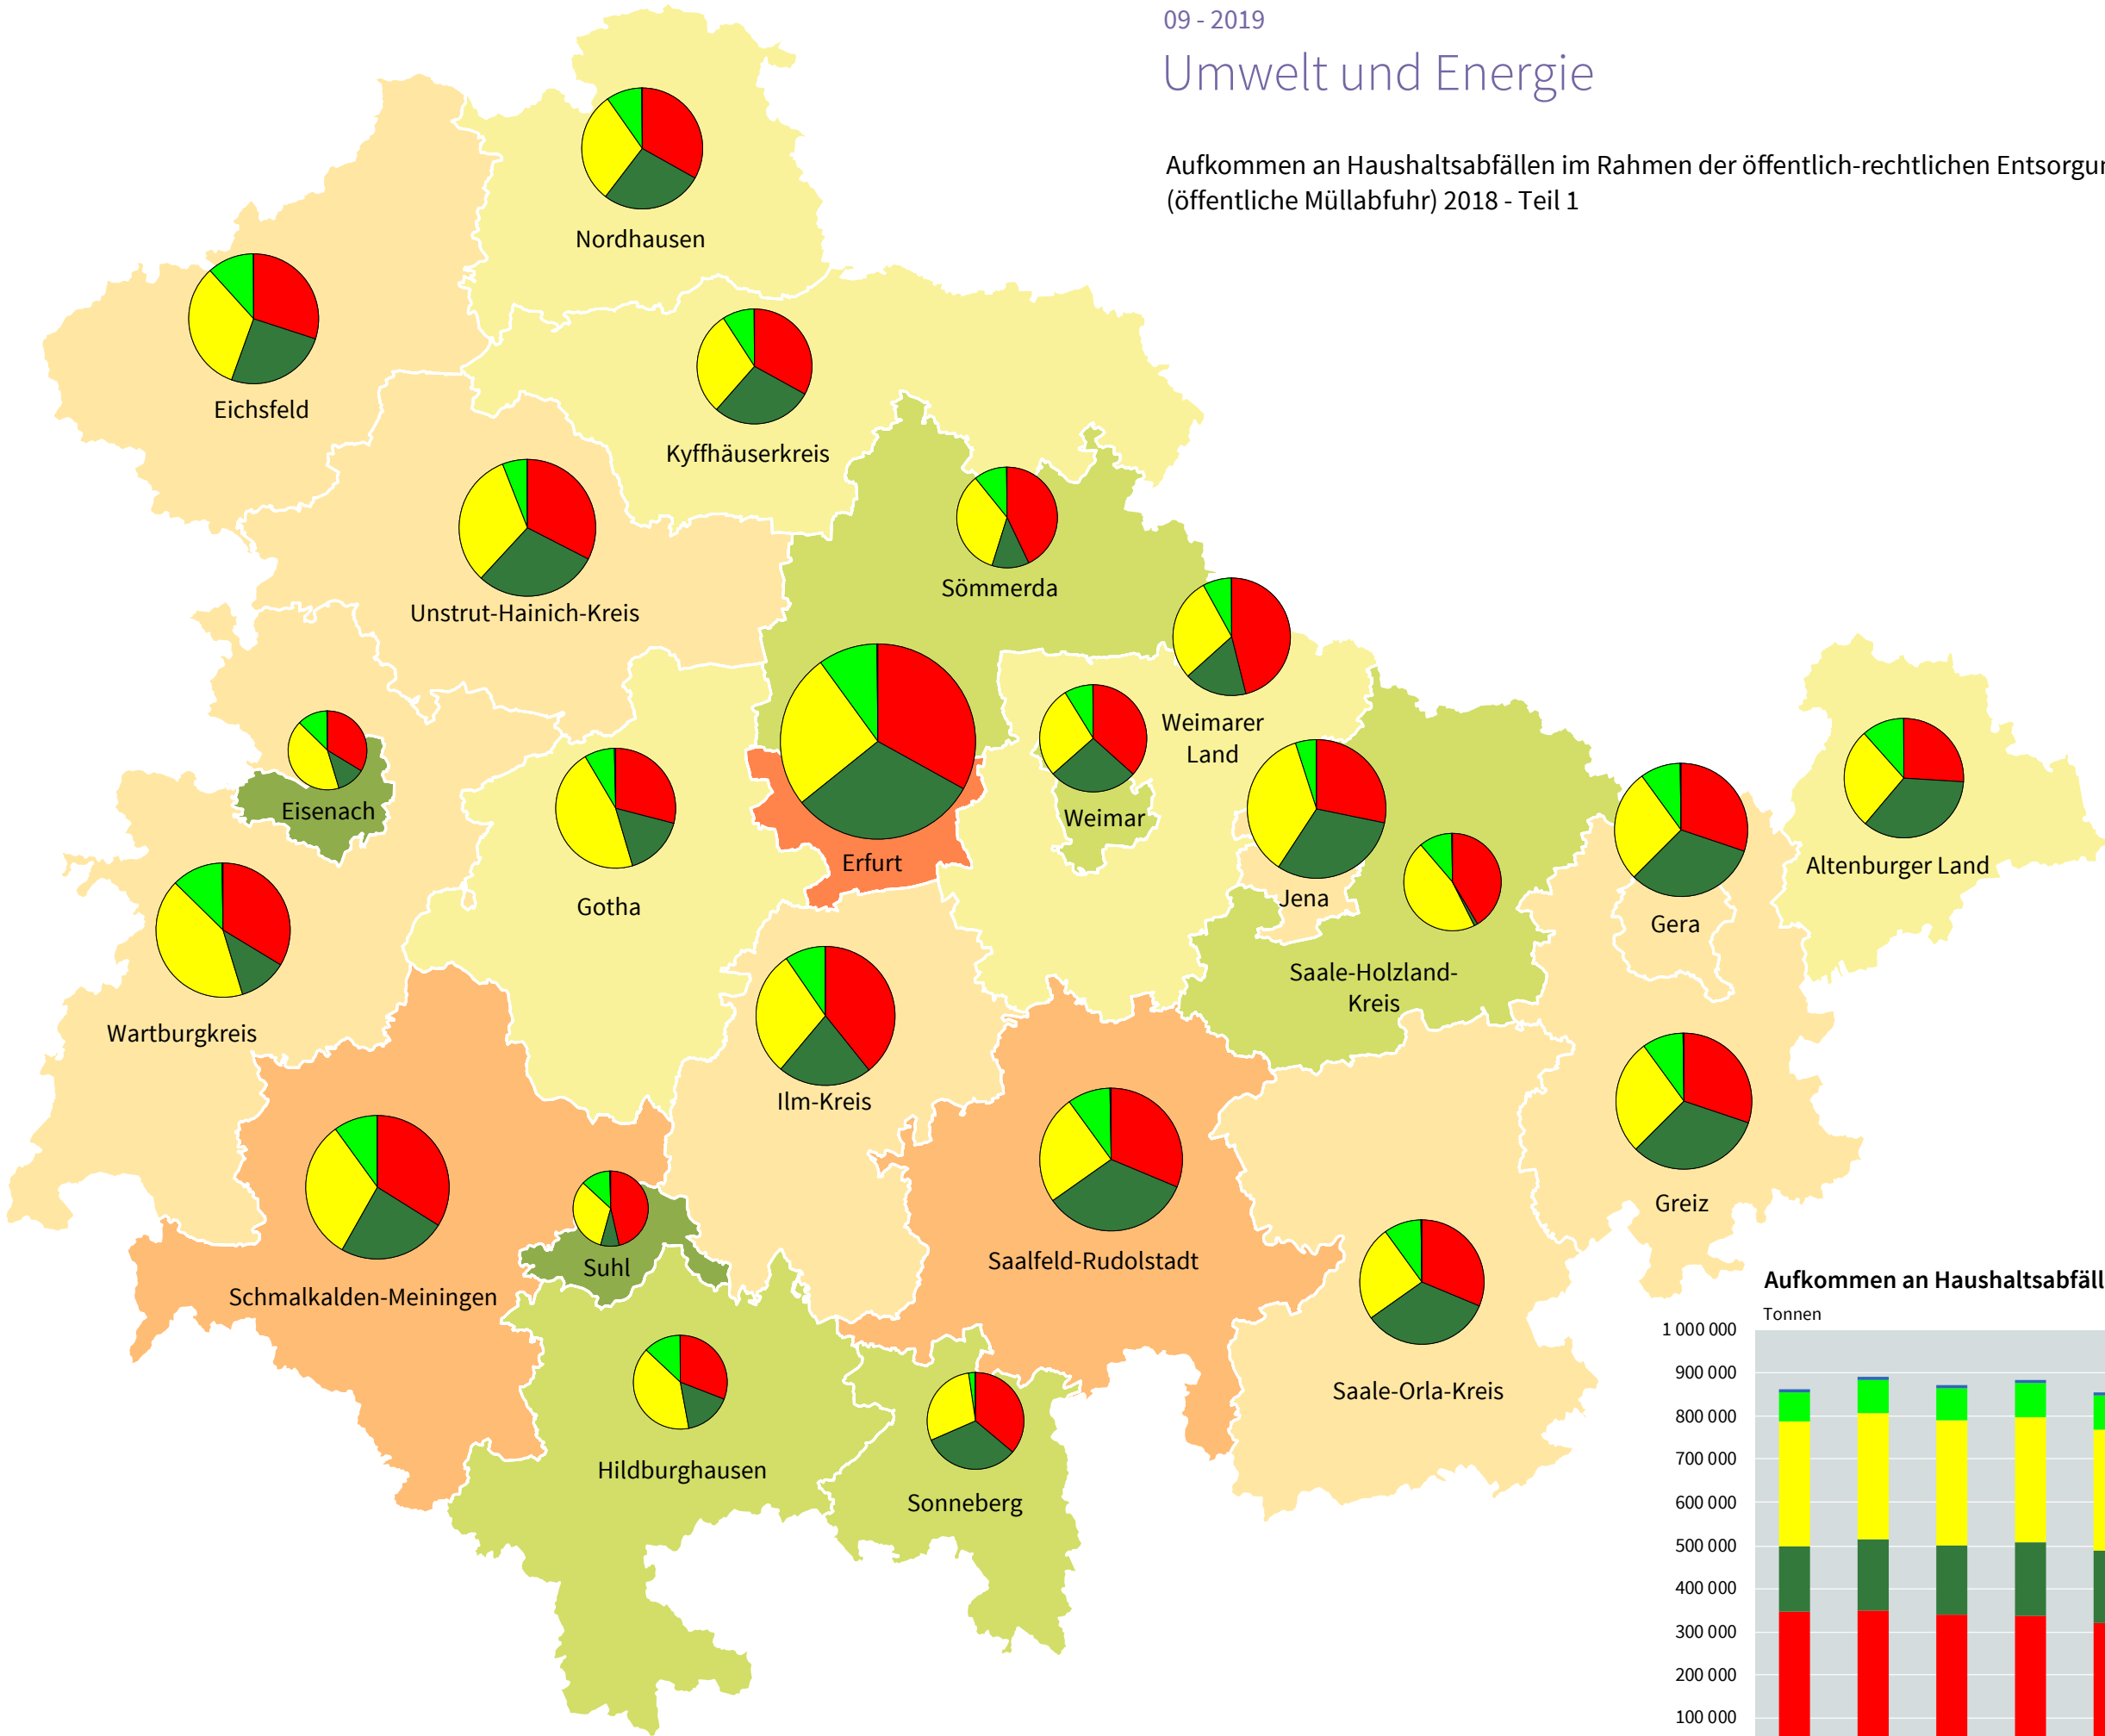 09 - 2019
Umwelt und Energie
Aufkommen an Haushaltsabfällen im Rahmen der öffentlich-rechtlichen
(öffentliche Müllabfuhr) 2018 - Teil 1
Nordhausen
Eichsfeld
Kyffhäuserkreis
Sömmerda
Unstrut-Hainich-Kreis
Weimarer
Land
Eisenach
Weimar
Erfurt
Altenburger Land
Jena
Gotha
Gera
Saale-Holzland-
Kreis
Wartburgkreis
Ilm-Kreis
Greiz
Saalfeld-Rudolstadt
Suhl
Schmalkalden-Meiningen
Saale-Orla-Kreis
Hildburghausen
Sonneberg
Aufkommen an
Tonnen
1 000 000
900 000
800 000
700 000
600 000
500 000
400 000
300 000
200 000
100 000